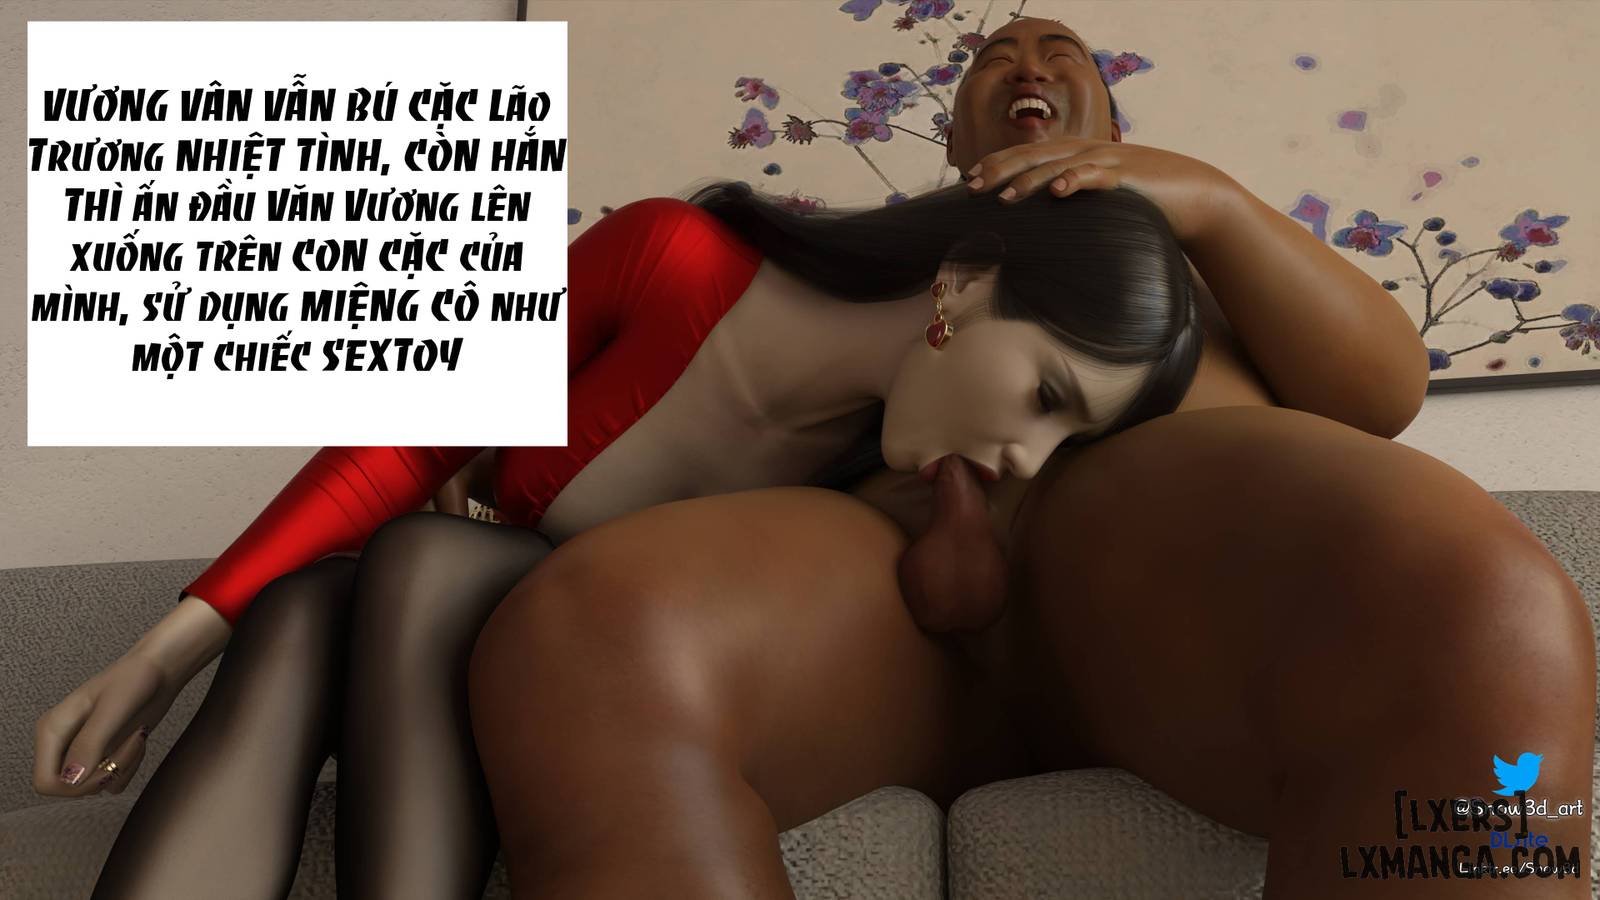 VƯƠNG VÂN VẪN BÚ CẶC LÃO
TRƯƠNG NHIỆT TÌNH, CÒN HẮN
THÌ ẤN ĐẦU VĂN VƯƠNG LÊN
XUỐNG TRÊN CON CẶC CỦA
MÌNH, SỬ DỤNG MIỆNG CÔ NHƯ
MỘT CHIẾC SEXTOY
@Snow3d_art
[LXERS]
LXMANGA.COM